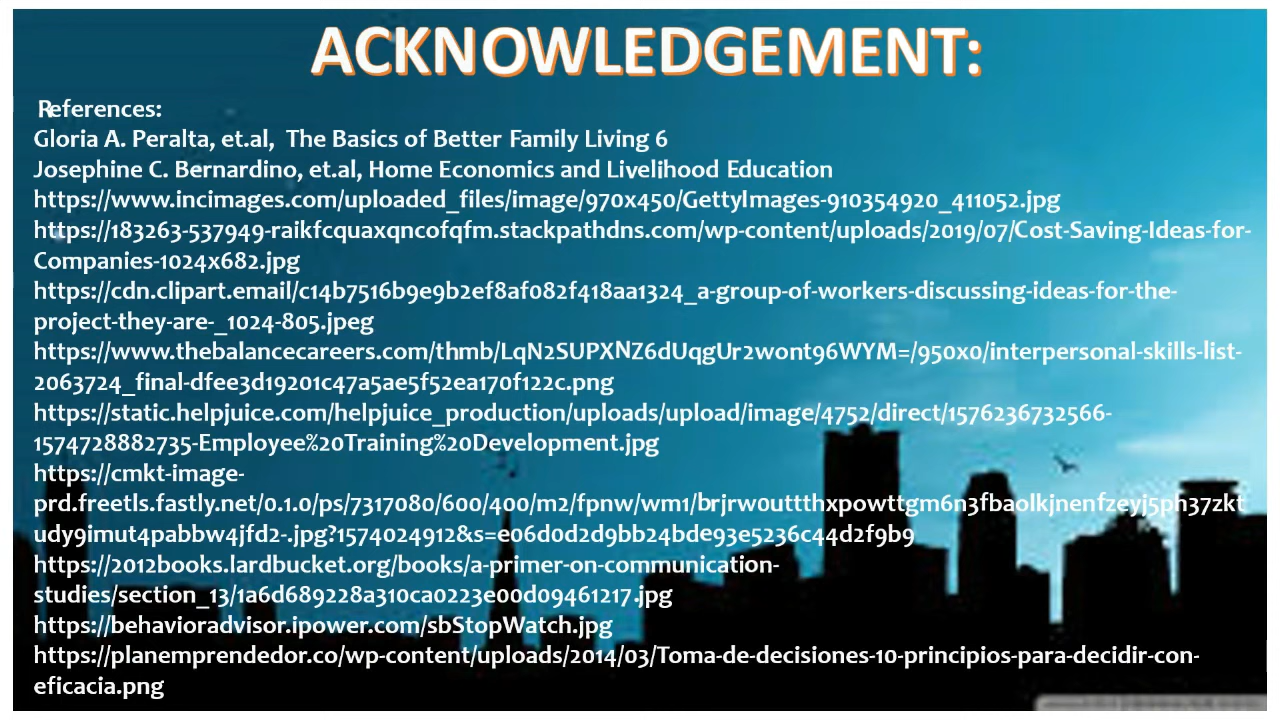 ACKNOWLEDGEMENT:
References:
Gloria A. Peralta, et.al, The Basics of Better Family Living 6
Josephine C. Bernardino, et.al, Home Economics and Livelihood Education
https://www.incimages.com/uploaded_files/image/970x450/GettyImages-910354920_411052.jpg
https://183263-537949-raikfcquaxqncofqfm.stackpathdns.com/wp-content/uploads/2019/07/Cost-Saving-Ideas-for-
Companies-1024x682.jpg
https://cdn.clipart.email/c14b7516b9e9b2ef8af082f418aa1324_a-group-of-workers-discussing-ideas-for-the-
project-they-are-_1024-805.jpeg
https://www.thebalancecareers.com/thmb/LqN2SUPXNZ6dUqgUr2wont96WYM=/950x0/interpersonal-skills-list-
2063724_final-dfee3d19201c47a5ae5f52ea170f122c.png
https://static.helpjuice.com/helpjuice_production/uploads/upload/image/4752/direct/1576236732566-
1574728882735-Employee%20Training%20Development.jpg
https://cmkt-image-
prd.freetls.fastly.net/0.1.0/ps/7317080/600/400/m2/fpnw/wm1/brjrw0uttthxpowttgm6n3fbaolkjnenfzeyj5ph37zkt
udy9imut4pabbw4jfd2-.jpg?1574024912&s=e06d0d2d9bb24bde93e5236c44d2f9b9
https://2012books.lardbucket.org/books/a-primer-on-communication-
studies/section_13/1a6d689228a310ca0223e00d09461217.jpg
https://behavioradvisor.ipower.com/sbStopWatch.jpg
https://planemprendedor.co/wp-content/uploads/2014/03/Toma-de-decisiones-10-principios-para-decidir-con-
eficacia.png